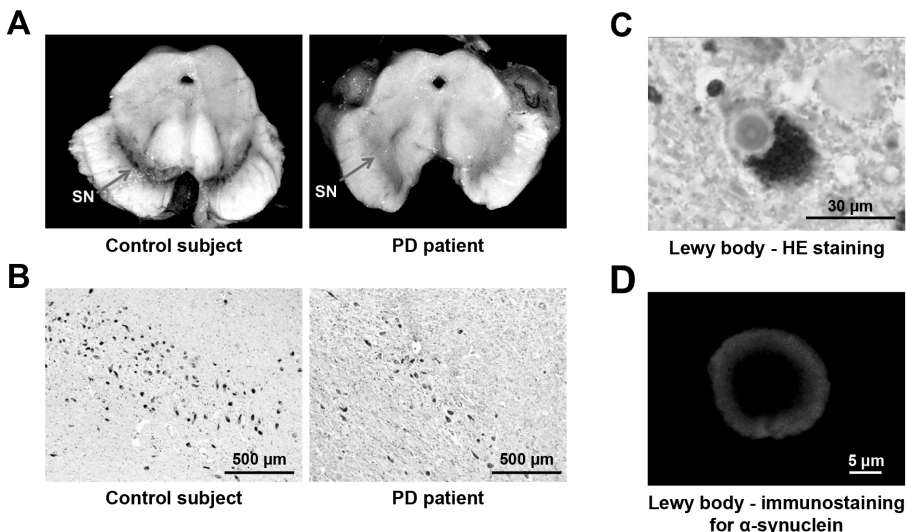 A
SN
SN
Control subject
PD patient
B
500 µm
500 µm
Control subject
PD patient
C
30 µm
Lewy body - HE staining
D
5 µm
Lewy body - immunostaining
for α-synuclein